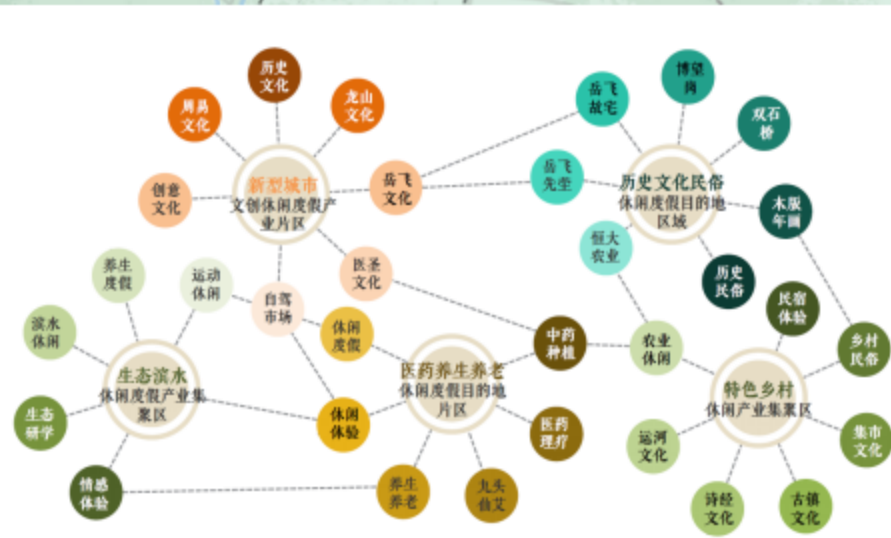 历史
文化
周易
文化
龙山
文化
创意
文化
新型城市
文创休闲度假产
业片区
岳飞
文化
医圣
文化
自驾
市场
岳飞
故宅
博望
岗
双石
桥
岳飞
先茔
历史文化民俗
休闲度假目的地
区域
木版
年画
恒大
农业
历史
民俗
养生
度假
运动
休闲
滨水
休闲
生态滨水
休闲度假产业集
聚区
生态
研学
情感
体验
休闲
度假
休闲
体验
医药养生养老
休闲度假目的地
片区
中药
种植
医药
理疗
养生
养老
九头
仙艾
民宿
体验
农业
休闲
乡村
民俗
特色乡村
休闲产业集聚区
运河
文化
集市
文化
诗经
文化
古镇
文化